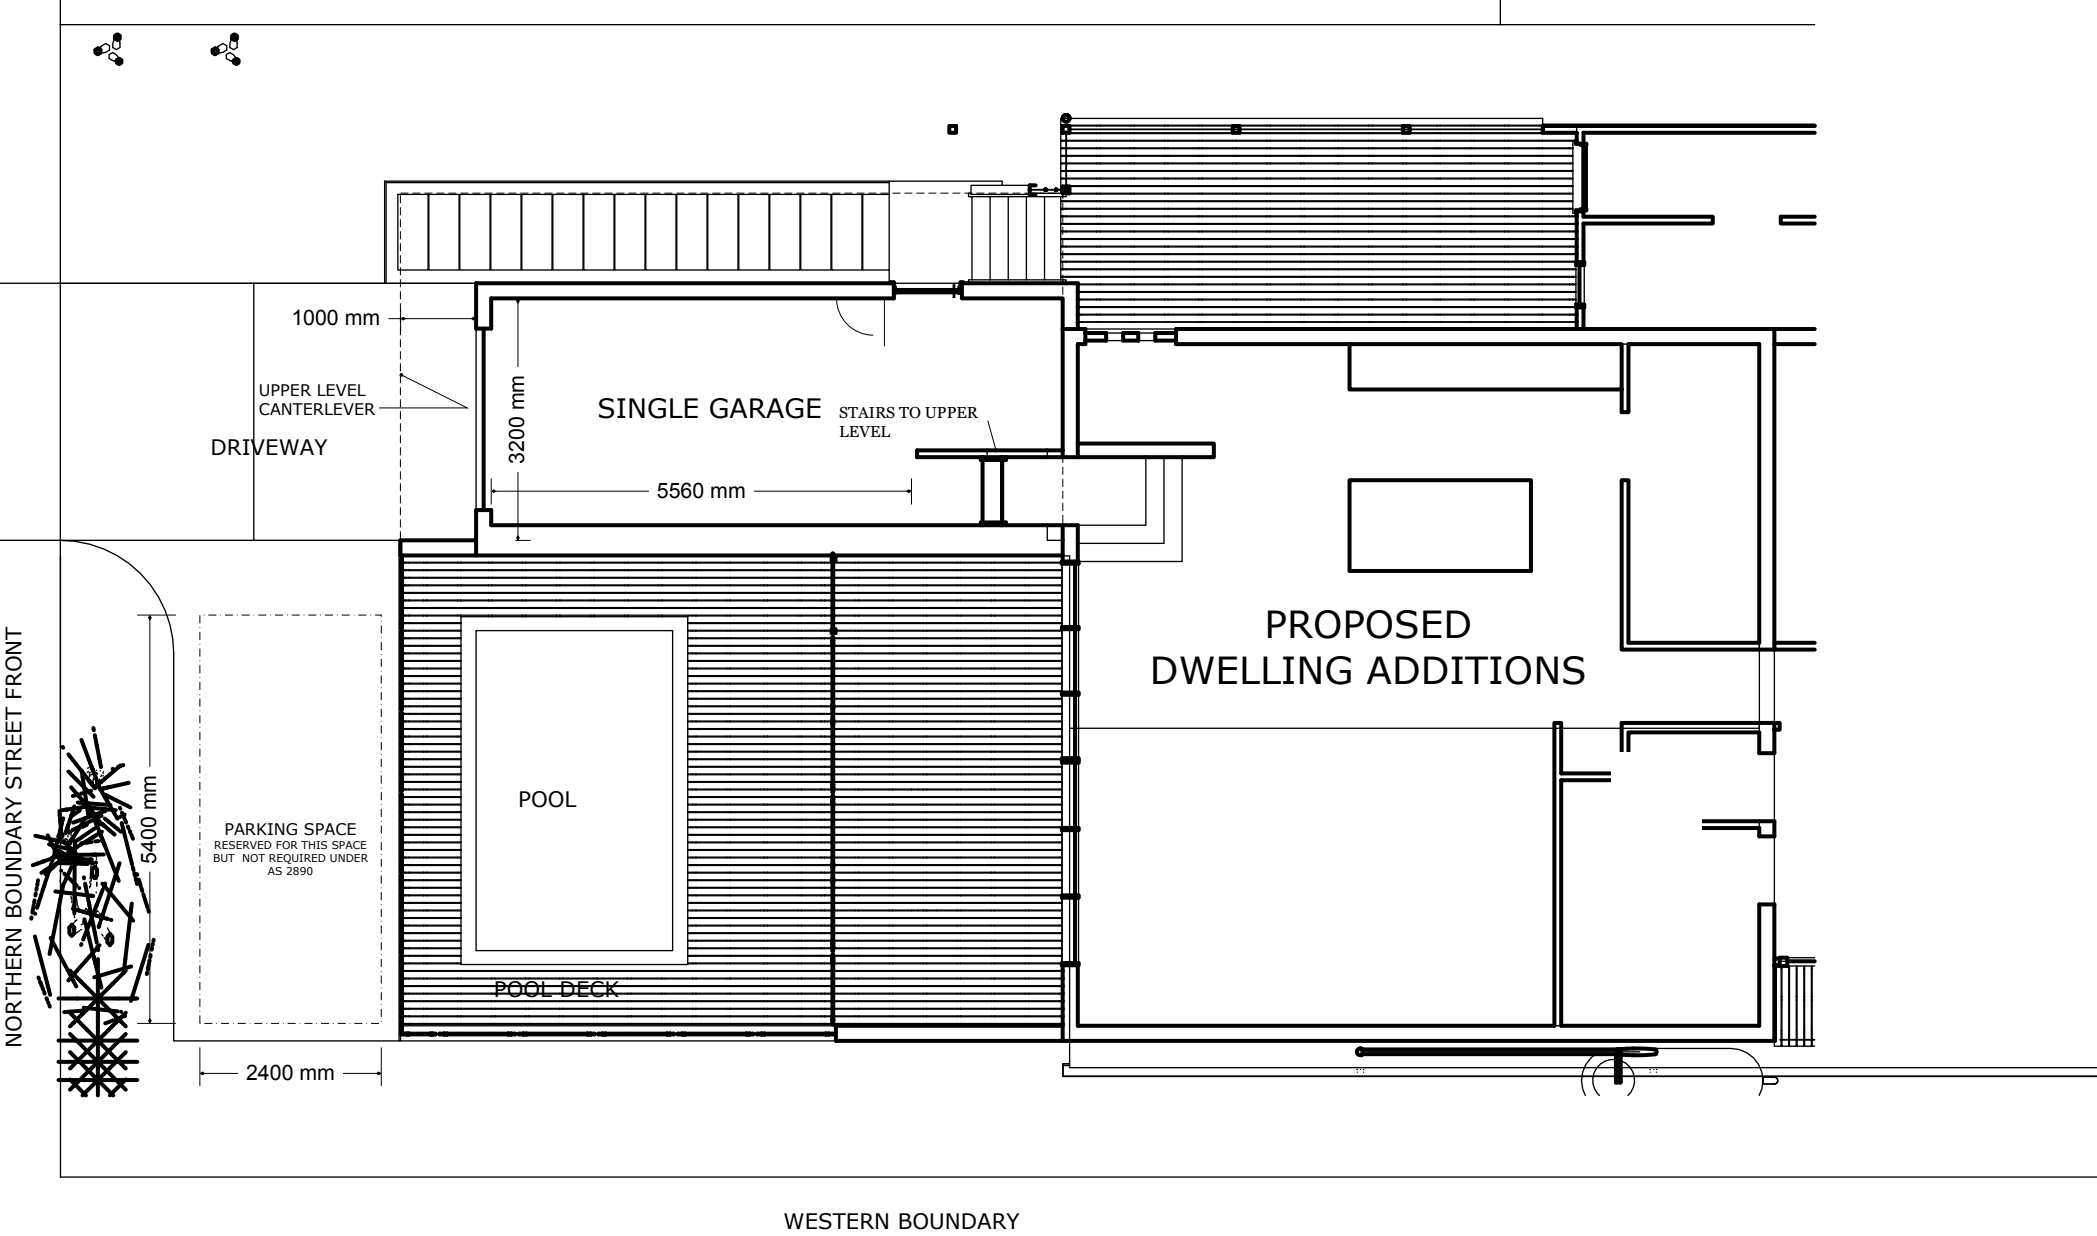 1000 mm
UPPER LEVEL
CANTERLEVER
DRIVEWAY
3200 mm
SINGLE GARAGE
STAIRS TO UPPER
LEVEL
5560 mm
PROPOSED
DWELLING ADDITIONS
NORTHERN BOUNDARY STREET FRONT
5400 mm
PARKING SPACE
RESERVED FOR THIS SPACE
BUT NOT REQUIRED UNDER
AS 2890
POOL
POOL DECK
2400 mm
WESTERN BOUNDARY